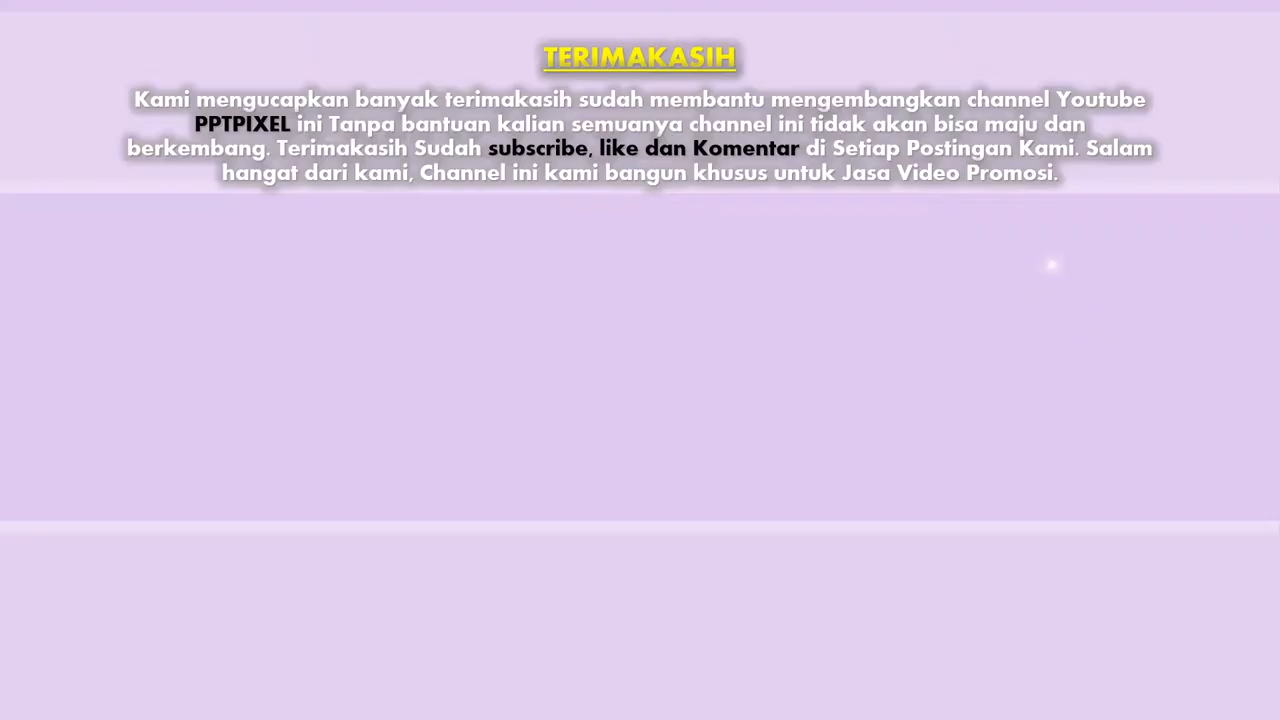 TERIMAKASIH
Kami mengucapkan banyak terimakasih sudah membantu mengembangkan channel Youtube
PPTPIXEL ini Tanpa bantuan kalian semuanya channel ini tidak akan bisa maju dan
berkembang. Terimakasih Sudah subscribe, like dan Komentar di Setiap Postingan Kami. Salam
hangat dari kami, Channel ini kami bangun khusus untuk Jasa Video Promosi.